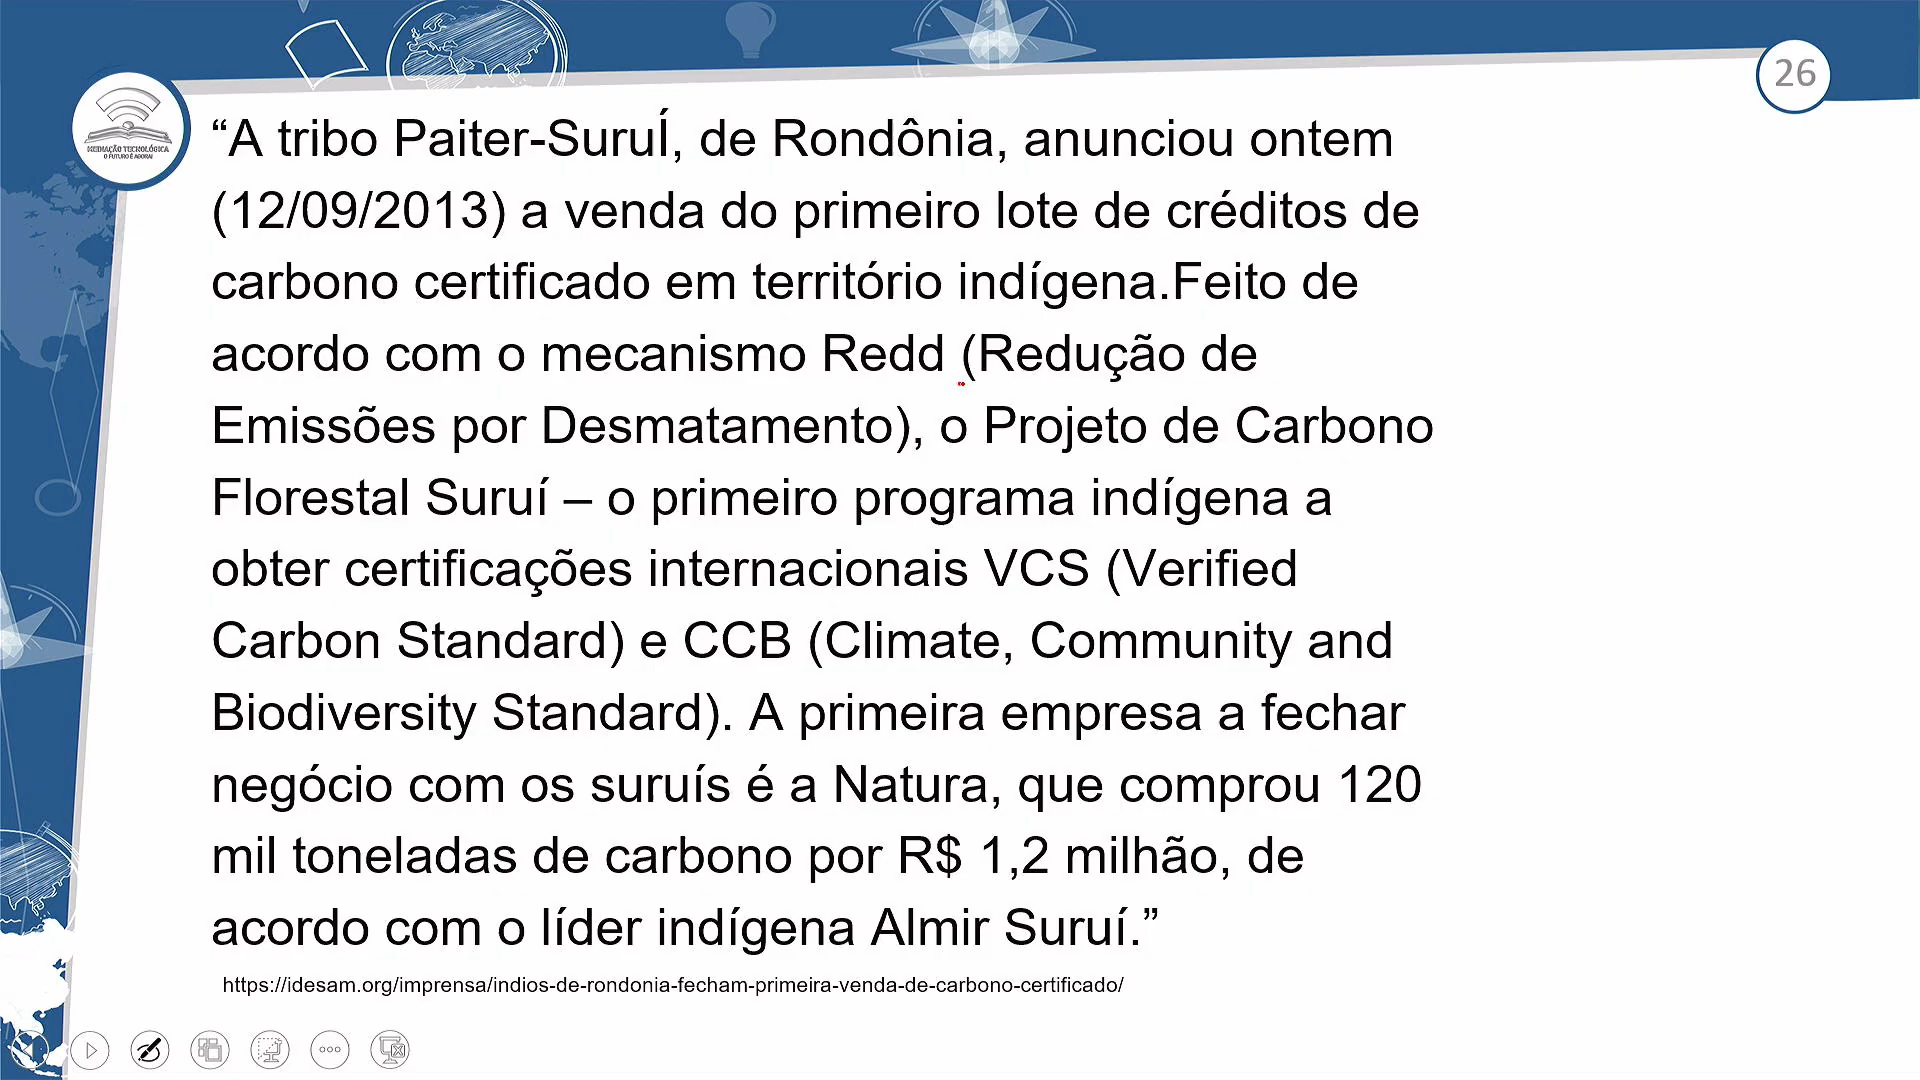 26
MEDIAÇÃO TECNOLÓGICA
O FUTURO É AGORA!
“A tribo Paiter-SuruÍ, de Rondônia, anunciou ontem
(12/09/2013) a venda do primeiro lote de créditos de
carbono certificado em território indígena.Feito de
acordo com o mecanismo Redd (Redução de
Emissões por Desmatamento), o Projeto de Carbono
Florestal Suruí – o primeiro programa indígena a
obter certificações internacionais VCS (Verified
Carbon Standard) e CCB (Climate, Community and
Biodiversity Standard). A primeira empresa a fechar
negócio com os suruís é a Natura, que comprou 120
mil toneladas de carbono por R$ 1,2 milhão, de
acordo com o líder indígena Almir Suruí.”
https://idesam.org/imprensa/indios-de-rondonia-fecham-primeira-venda-de-carbono-certificado/